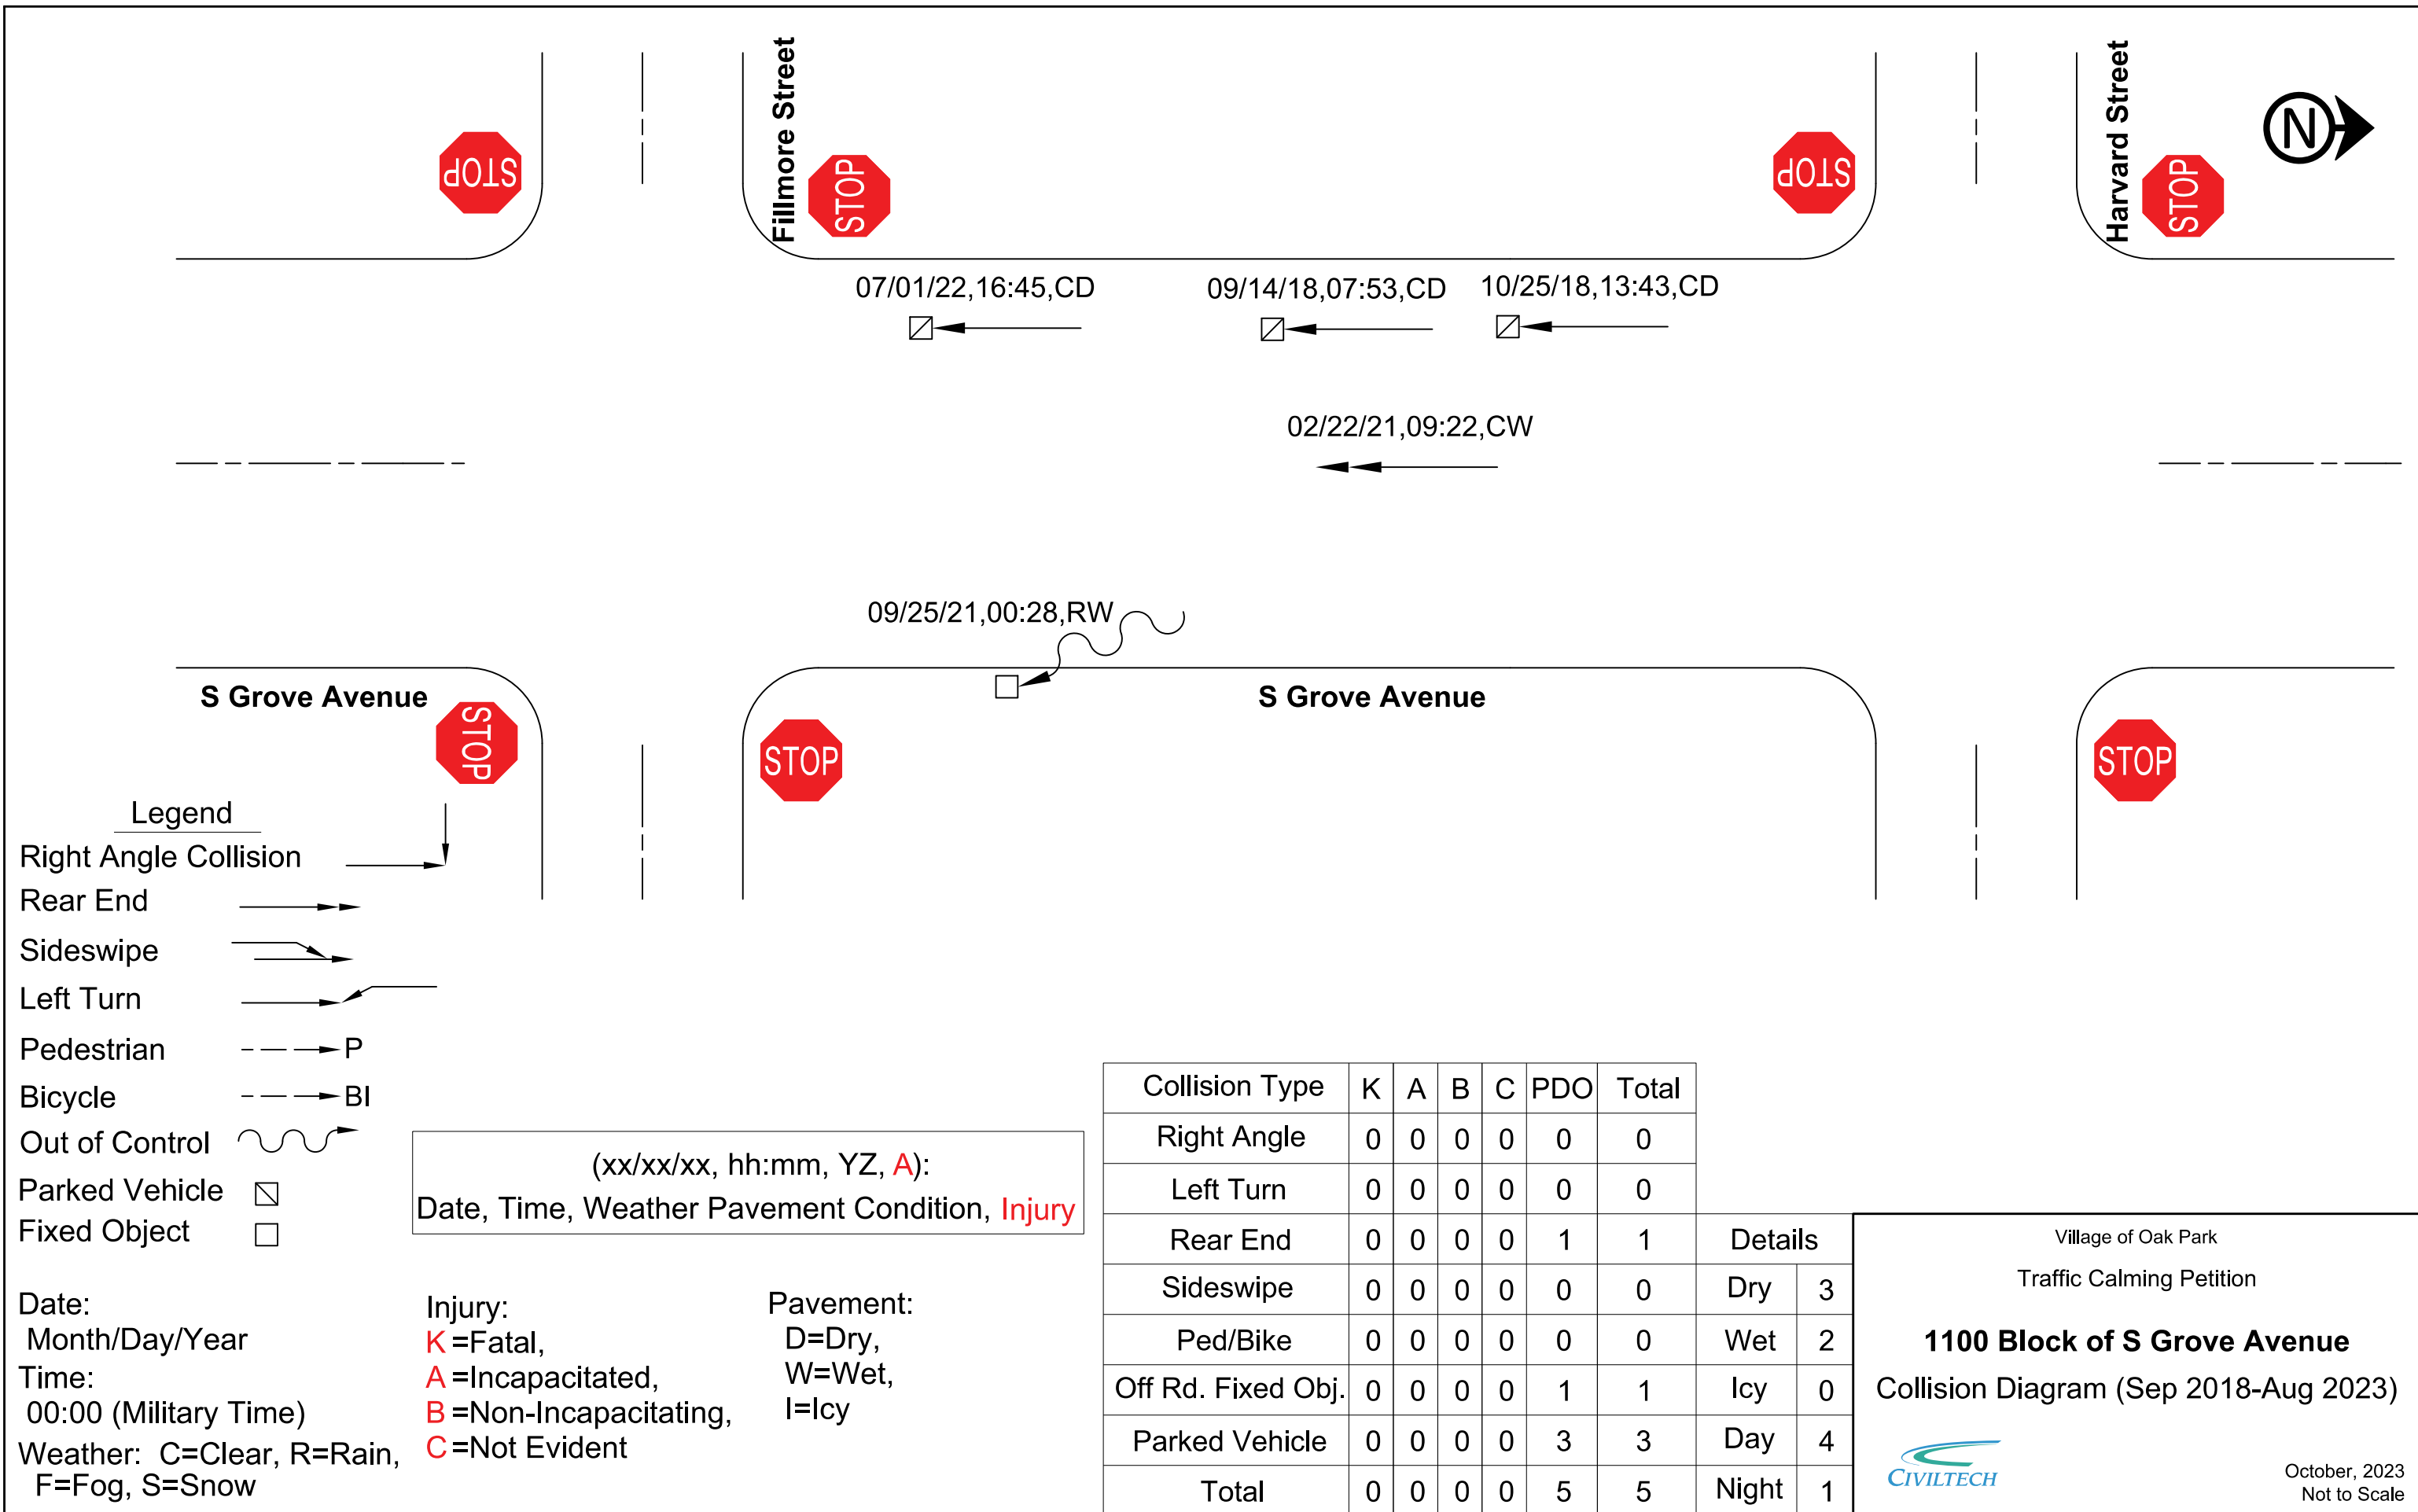 Fillmore Street
Harvard Street
N
STOP
STOP
STOP
STOP
07/01/22,16:45,CD
09/14/18,07:53,CD
10/25/18,13:43,CD
02/22/21,09:22,CW
09/25/21,00:28,RW
S Grove Avenue
S Grove Avenue
STOP
STOP
STOP
Legend
Right Angle Collision
Rear End
Sideswipe
Left Turn
Pedestrian P
Bicycle BI
Out of Control
Parked Vehicle
Fixed Object
(xx/xx/xx, hh:mm, YZ, A):
Date, Time, Weather Pavement Condition, Injury
Date:
Month/Day/Year
Time:
00:00 (Military Time)
Weather: C=Clear, R=Rain,
F=Fog, S=Snow
Injury:
K=Fatal,
A=Incapacitated,
B=Non-Incapacitating,
C=Not Evident
Pavement:
D=Dry,
W=Wet,
I=Icy
Collision Type K A B C PDO Total
Right Angle 0 0 0 0 0 0
Left Turn 0 0 0 0 0 0
Rear End 0 0 0 0 1 1 Details
Sideswipe 0 0 0 0 0 0 Dry 3
Ped/Bike 0 0 0 0 0 0 Wet 2
Off Rd. Fixed Obj. 0 0 0 0 1 1 Icy 0
Parked Vehicle 0 0 0 0 3 3 Day 4
Total 0 0 0 0 5 5 Night 1
Village of Oak Park
Traffic Calming Petition
1100 Block of S Grove Avenue
Collision Diagram (Sep 2018-Aug 2023)
CIVILTECH
October, 2023
Not to Scale